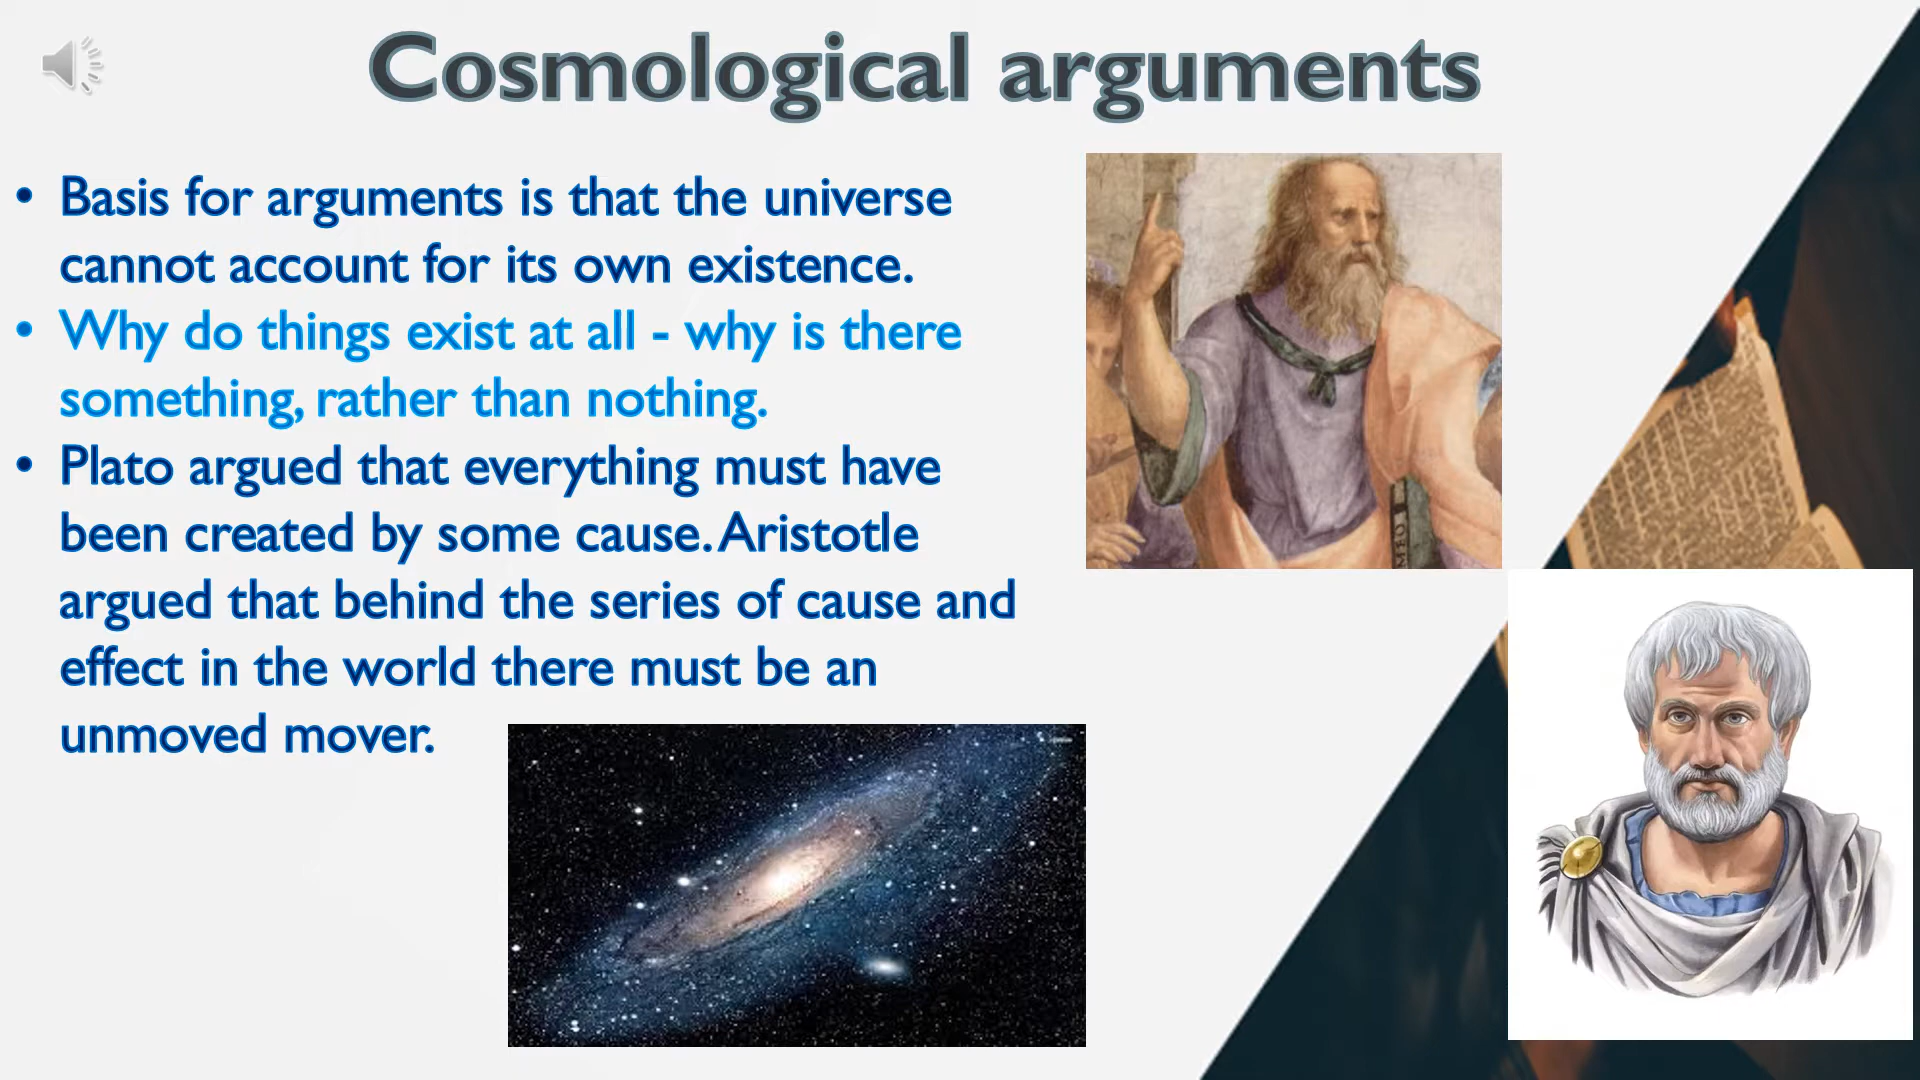 Cosmological arguments
• Basis for arguments is that the universe
cannot account for its own existence.
• Why do things exist at all - why is there
something, rather than nothing.
• Plato argued that everything must have
been created by some cause. Aristotle
argued that behind the series of cause and
effect in the world there must be an
unmoved mover.